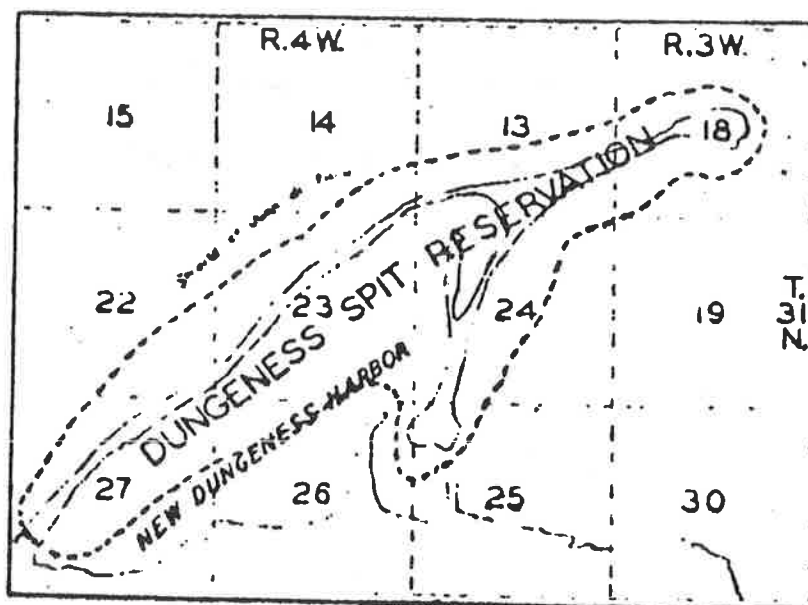 R.4W.
R.3W.
15
14
13
18
22
23
24
19
T.
31
N.
DUNGENESS SPIT RESERVATION
NEW DUNGENESS HARBOR
27
26
25
30